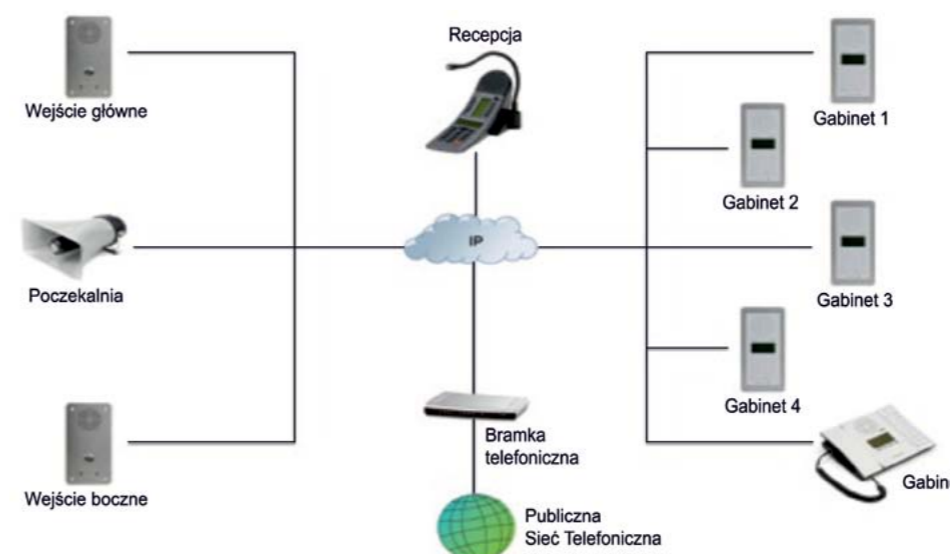 Recepcja
Wejście główne
Gabinet 1
Gabinet 2
IP
Poczekalnia
Gabinet 3
Gabinet 4
Bramka
telefoniczna
Wejście boczne
Gabin
Publiczna
Sieć Telefoniczna